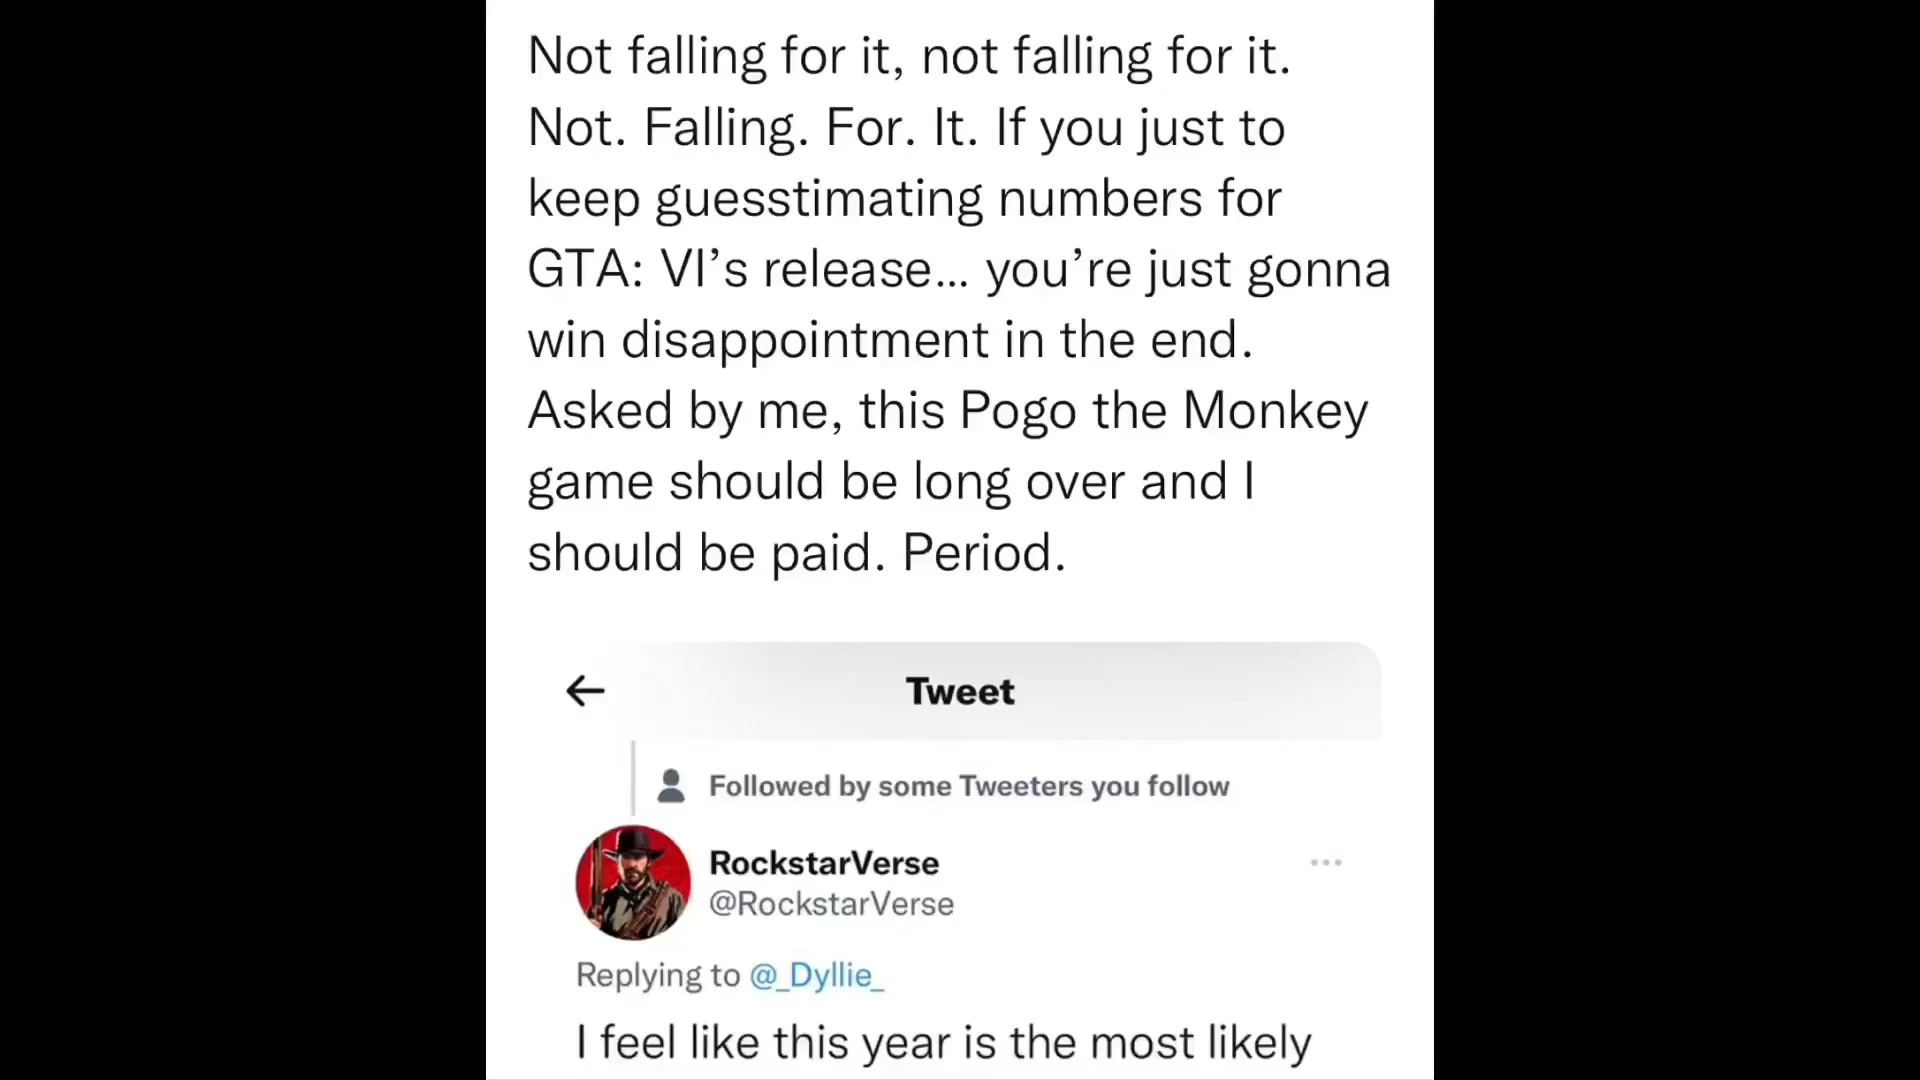 Not falling for it, not falling for it.
Not. Falling. For. It. If you just to
keep guesstimating numbers for
GTA: VI’s release… you’re just gonna
win disappointment in the end.
Asked by me, this Pogo the Monkey
game should be long over and I
should be paid. Period.
Tweet
Followed by some Tweeters you follow
RockstarVerse
@RockstarVerse
Replying to @_Dyllie_
I feel like this year is the most likely